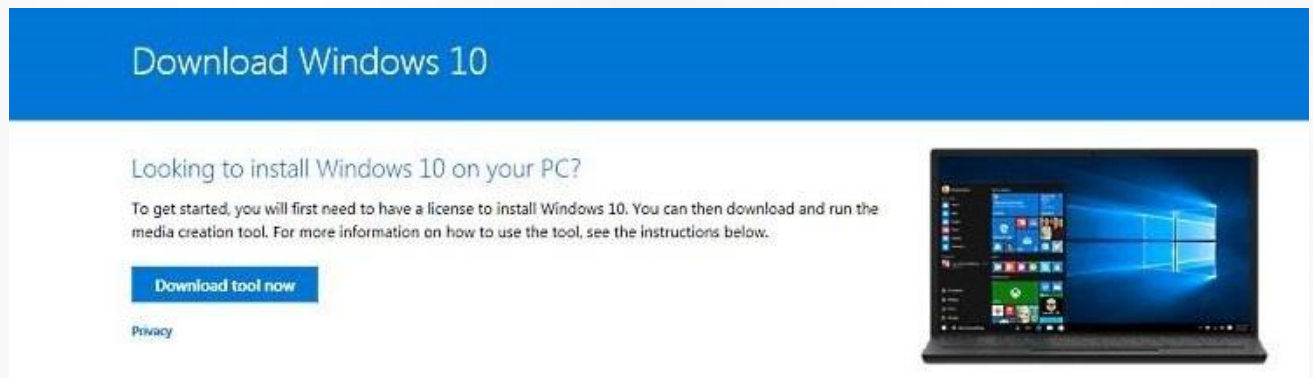 Download Windows 10
Looking to install Windows 10 on your PC?
To get started, you will first need to have a license to install Windows 10. You can then download and run the
media creation tool. For more information on how to use the tool, see the instructions below.
Download tool now
Privacy